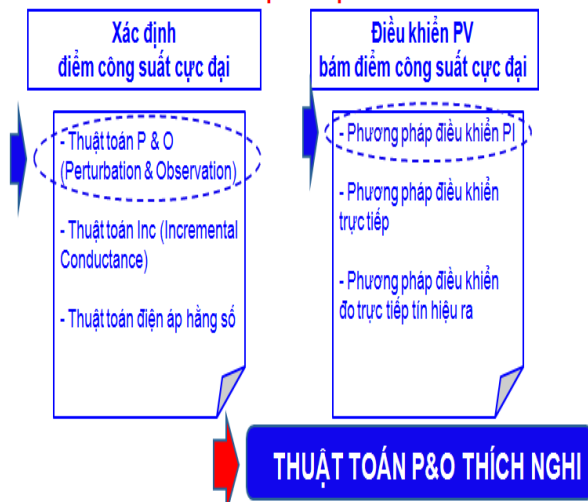 Xác định
điểm công suất cực đại
- Thuật toán P & O
(Perturbation & Observation)
- Thuật toán Inc (Incremental
Conductance)
- Thuật toán điện áp hằng số
Điều khiển PV
bám điểm công suất cực đại
- Phương pháp điều khiển PI
- Phương pháp điều khiển
trực tiếp
- Phương pháp điều khiển
đo trực tiếp tín hiệu ra
THUẬT TOÁN P&O THÍCH NGHI